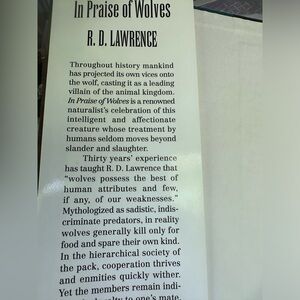 In Praise of Wolves
R. D. LAWRENCE
Throughout history mankind
has projected its own vices onto
the wolf, casting it as a leading
villain of the animal kingdom.
In Praise of Wolves is a renowned
naturalist's celebration of this
intelligent and affectionate
creature whose treatment by
humans seldom moves beyond
slander and slaughter.
Thirty years' experience
has taught R. D. Lawrence that
"wolves possess the best of
human attributes and few,
if any, of our weaknesses."
Mythologized as sadistic, indis-
criminate predators, in reality
wolves generally kill only for
food and spare their own kind.
In the hierarchical society of
the pack, cooperation thrives
and enmities quickly wither.
Yet the members remain indi-
to one's mate,